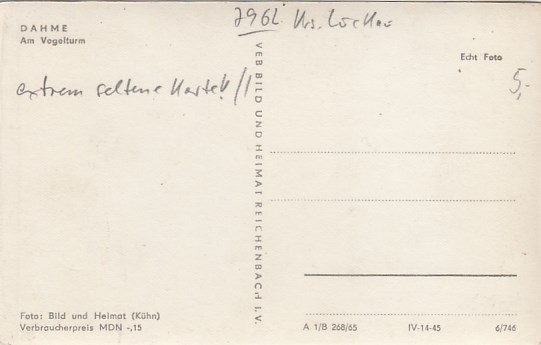 DAHME
Am Vogelturm
796L Krs. Luckau
Echt Foto
extrem seltene Karte!!
5,-
VEB BILD UND HEIMAT REICHENBACH I. V.
Foto: Bild und Heimat (Kühn)
Verbraucherpreis MDN -,15
A 1/B 268/65 IV-14-45 6/746